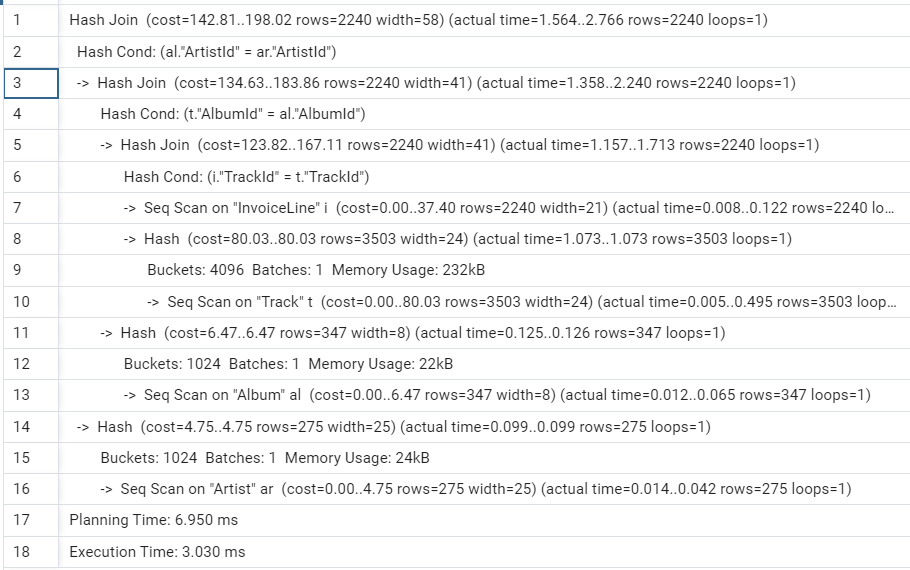 1 Hash Join (cost=142.81..198.02 rows=2240 width=58) (actual time=1.564..2.766 rows=2240 loops=1)
2 Hash Cond: (al."ArtistId" = ar."ArtistId")
3 -> Hash Join (cost=134.63..183.86 rows=2240 width=41) (actual time=1.358..2.240 rows=2240 loops=1)
4 Hash Cond: (t."AlbumId" = al."AlbumId")
5 -> Hash Join (cost=123.82..167.11 rows=2240 width=41) (actual time=1.157..1.713 rows=2240 loops=1)
6 Hash Cond: (i."TrackId" = t."TrackId")
7 -> Seq Scan on "InvoiceLine" i (cost=0.00..37.40 rows=2240 width=21) (actual time=0.008..0.122 rows=2240 lo...
8 -> Hash (cost=80.03..80.03 rows=3503 width=24) (actual time=1.073..1.073 rows=3503 loops=1)
9 Buckets: 4096 Batches: 1 Memory Usage: 232kB
10 -> Seq Scan on "Track" t (cost=0.00..80.03 rows=3503 width=24) (actual time=0.005..0.495 rows=3503 loop...
11 -> Hash (cost=6.47..6.47 rows=347 width=8) (actual time=0.125..0.126 rows=347 loops=1)
12 Buckets: 1024 Batches: 1 Memory Usage: 22kB
13 -> Seq Scan on "Album" al (cost=0.00..6.47 rows=347 width=8) (actual time=0.012..0.065 rows=347 loops=1)
14 -> Hash (cost=4.75..4.75 rows=275 width=25) (actual time=0.099..0.099 rows=275 loops=1)
15 Buckets: 1024 Batches: 1 Memory Usage: 24kB
16 -> Seq Scan on "Artist" ar (cost=0.00..4.75 rows=275 width=25) (actual time=0.014..0.042 rows=275 loops=1)
17 Planning Time: 6.950 ms
18 Execution Time: 3.030 ms